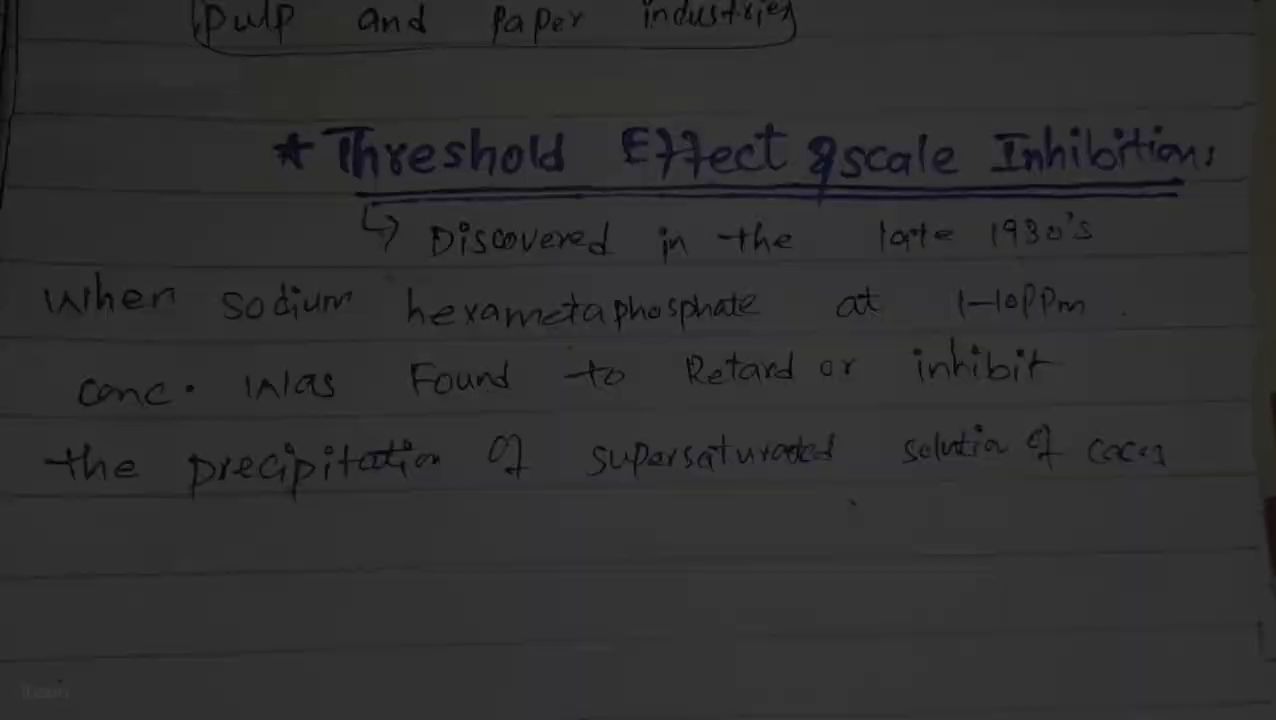 pulp and paper industries
* Threshold Effect & scale Inhibition:
↳ Discovered in the late 1930's
When sodium hexametaphosphate at 1-10ppm
conc. was Found to Retard or inhibit
the precipitation of supersaturated solution of CaCO3